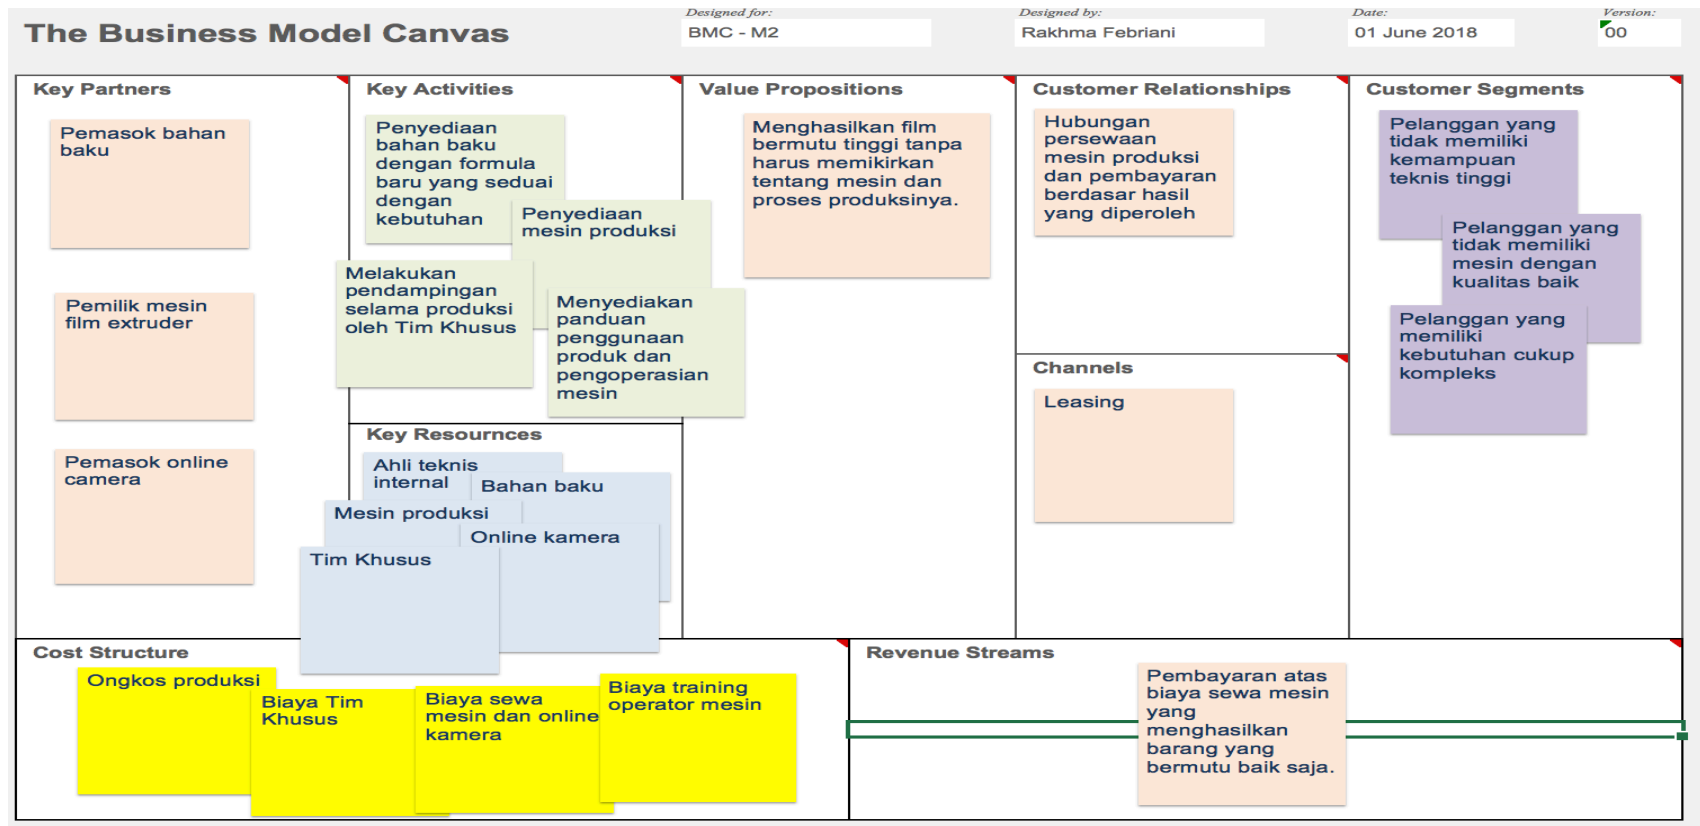 The Business Model Canvas
Designed for:
BMC - M2
Designed by:
Rakhma Febriani
Date:
01 June 2018
Version:
00
Key Partners
Pemasok bahan
baku
Pemilik mesin
film extruder
Pemasok online
camera
Key Activities
Penyediaan
bahan baku
dengan formula
baru yang seduai
dengan
kebutuhan
Penyediaan
mesin produksi
Melakukan
pendampingan
selama produksi
oleh Tim Khusus
Menyediakan
panduan
penggunaan
produk dan
pengoperasian
mesin
Key Resournces
Ahli teknis
internal
Bahan baku
Mesin produksi
Online kamera
Tim Khusus
Value Propositions
Menghasilkan film
bermutu tinggi tanpa
harus memikirkan
tentang mesin dan
proses produksinya.
Customer Relationships
Hubungan
persewaan
mesin produksi
dan pembayaran
berdasar hasil
yang diperoleh
Channels
Leasing
Customer Segments
Pelanggan yang
tidak memiliki
kemampuan
teknis tinggi
Pelanggan yang
tidak memiliki
mesin dengan
kualitas baik
Pelanggan yang
memiliki
kebutuhan cukup
kompleks
Cost Structure
Ongkos produksi
Biaya Tim
Khusus
Biaya sewa
mesin dan online
kamera
Biaya training
operator mesin
Revenue Streams
Pembayaran atas
biaya sewa mesin
yang
menghasilkan
barang yang
bermutu baik saja.